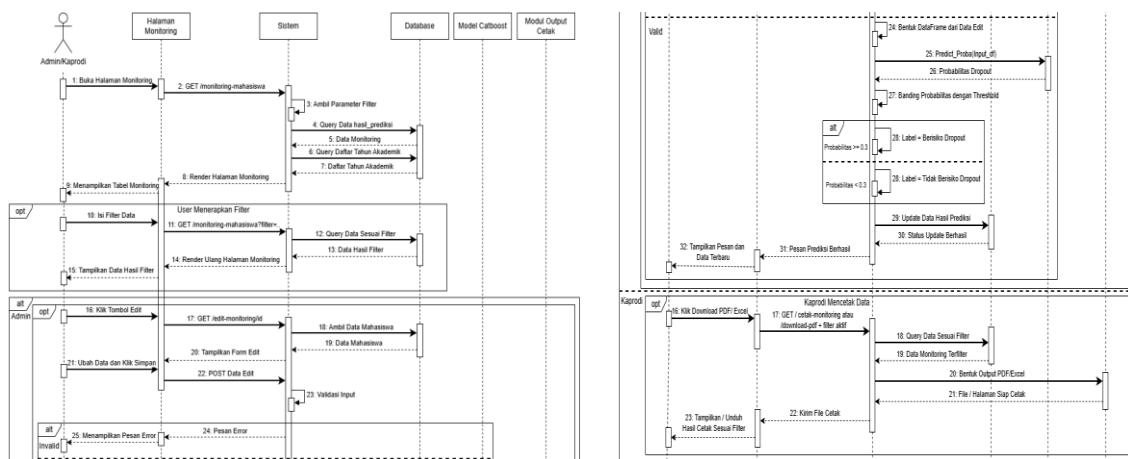 Halaman
Monitoring
Sistem
Database
Model Catboost
Modul Output
Cetak
Admin/Kaprodi
1: Buka Halaman Monitoring
2: GET /monitoring-mahasiswa
3: Ambil Parameter Filter
4: Query Data hasil_prediksi
5: Data Monitoring
6: Query Daftar Tahun Akademik
7: Daftar Tahun Akademik
8: Render Halaman Monitoring
9: Menampilkan Tabel Monitoring
opt
User Menerapkan Filter
10: Isi Filter Data
11: GET /monitoring-mahasiswa?filter=..
12: Query Data Sesuai Filter
13: Data Hasil Filter
14: Render Ulang Halaman Monitoring
15: Tampilkan Data Hasil Filter
alt
Admin
opt
16: Klik Tombol Edit
17: GET /edit-monitoring/id
18: Ambil Data Mahasiswa
19: Data Mahasiswa
20: Tampilkan Form Edit
21: Ubah Data dan Klik Simpan
22: POST Data Edit
23: Validasi Input
alt
Invalid
24: Pesan Error
25: Menampilkan Pesan Error
Valid
24: Bentuk DataFrame dari Data Edit
25: Predict_Proba(Input_df)
26: Probabilitas Dropout
27: Banding Probabilitas dengan Threshold
alt
Probabilitas >= 0.3
28: Label = Berisiko Dropout
Probabilitas < 0.3
28: Label = Tidak Berisiko Dropout
29: Update Data Hasil Prediksi
30: Status Update Berhasil
31: Pesan Prediksi Berhasil
32: Tampilkan Pesan dan
Data Terbaru
Kaprodi
opt
Kaprodi Mencetak Data
16: Klik Download PDF/ Excel
17: GET / cetak-monitoring atau
/download-pdf + filter aktif
18: Query Data Sesuai Filter
19: Data Monitoring Terfilter
20: Bentuk Output PDF/Excel
21: File / Halaman Siap Cetak
22: Kirim File Cetak
23: Tampilkan / Unduh
Hasil Cetak Sesuai Filter